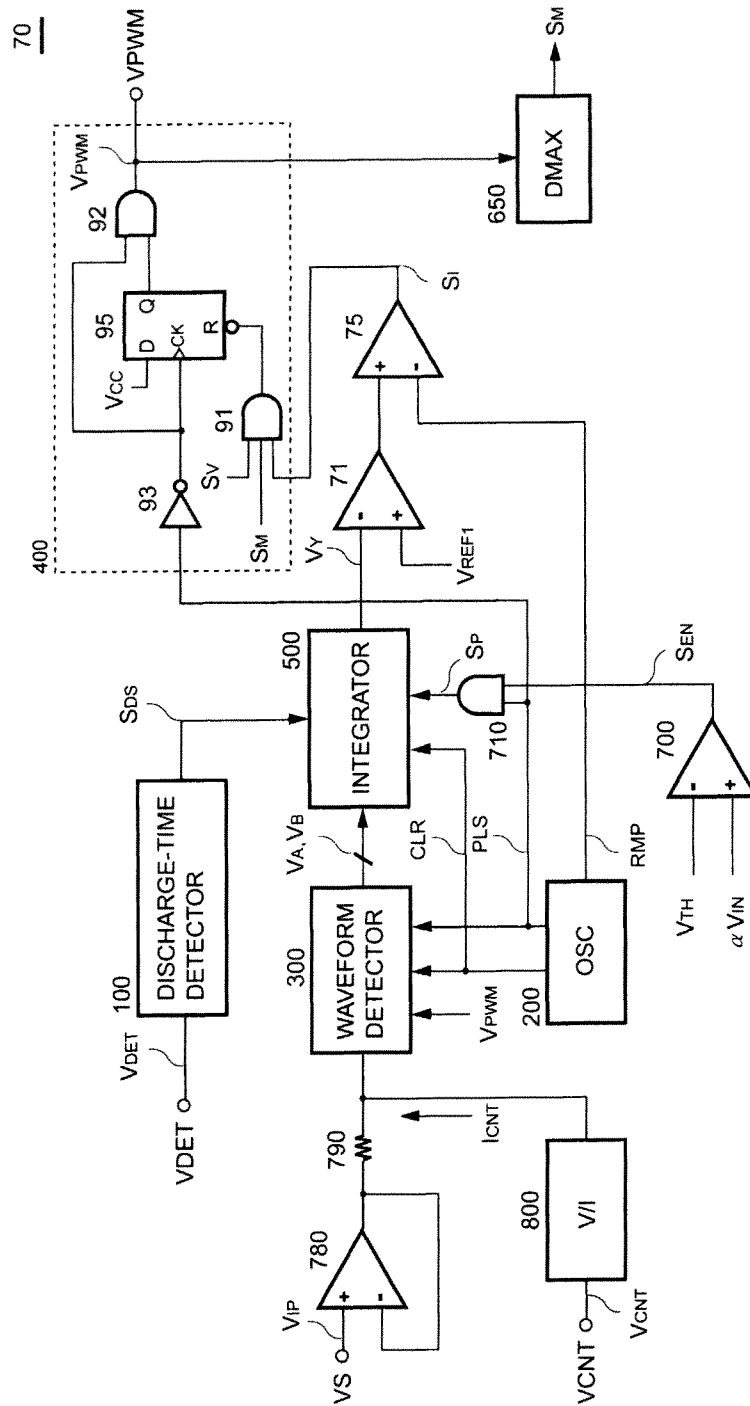 70
400
VPWM
VPWM
92
Q
D
95
CK
R
VCC
93
91
SV
SM
DMAX
650
SM
SI
75
+
-
71
-
+
VY
VREF1
SDS
DISCHARGE-TIME
DETECTOR
100
VDET
VDET
INTEGRATOR
500
SP
710
VA,VB
CLR
PLS
WAVEFORM
DETECTOR
300
VPWM
OSC
200
RMP
SEN
700
-
+
VTH
α VIN
790
ICNT
780
+
-
VIP
VS
V/I
800
VCNT
VCNT